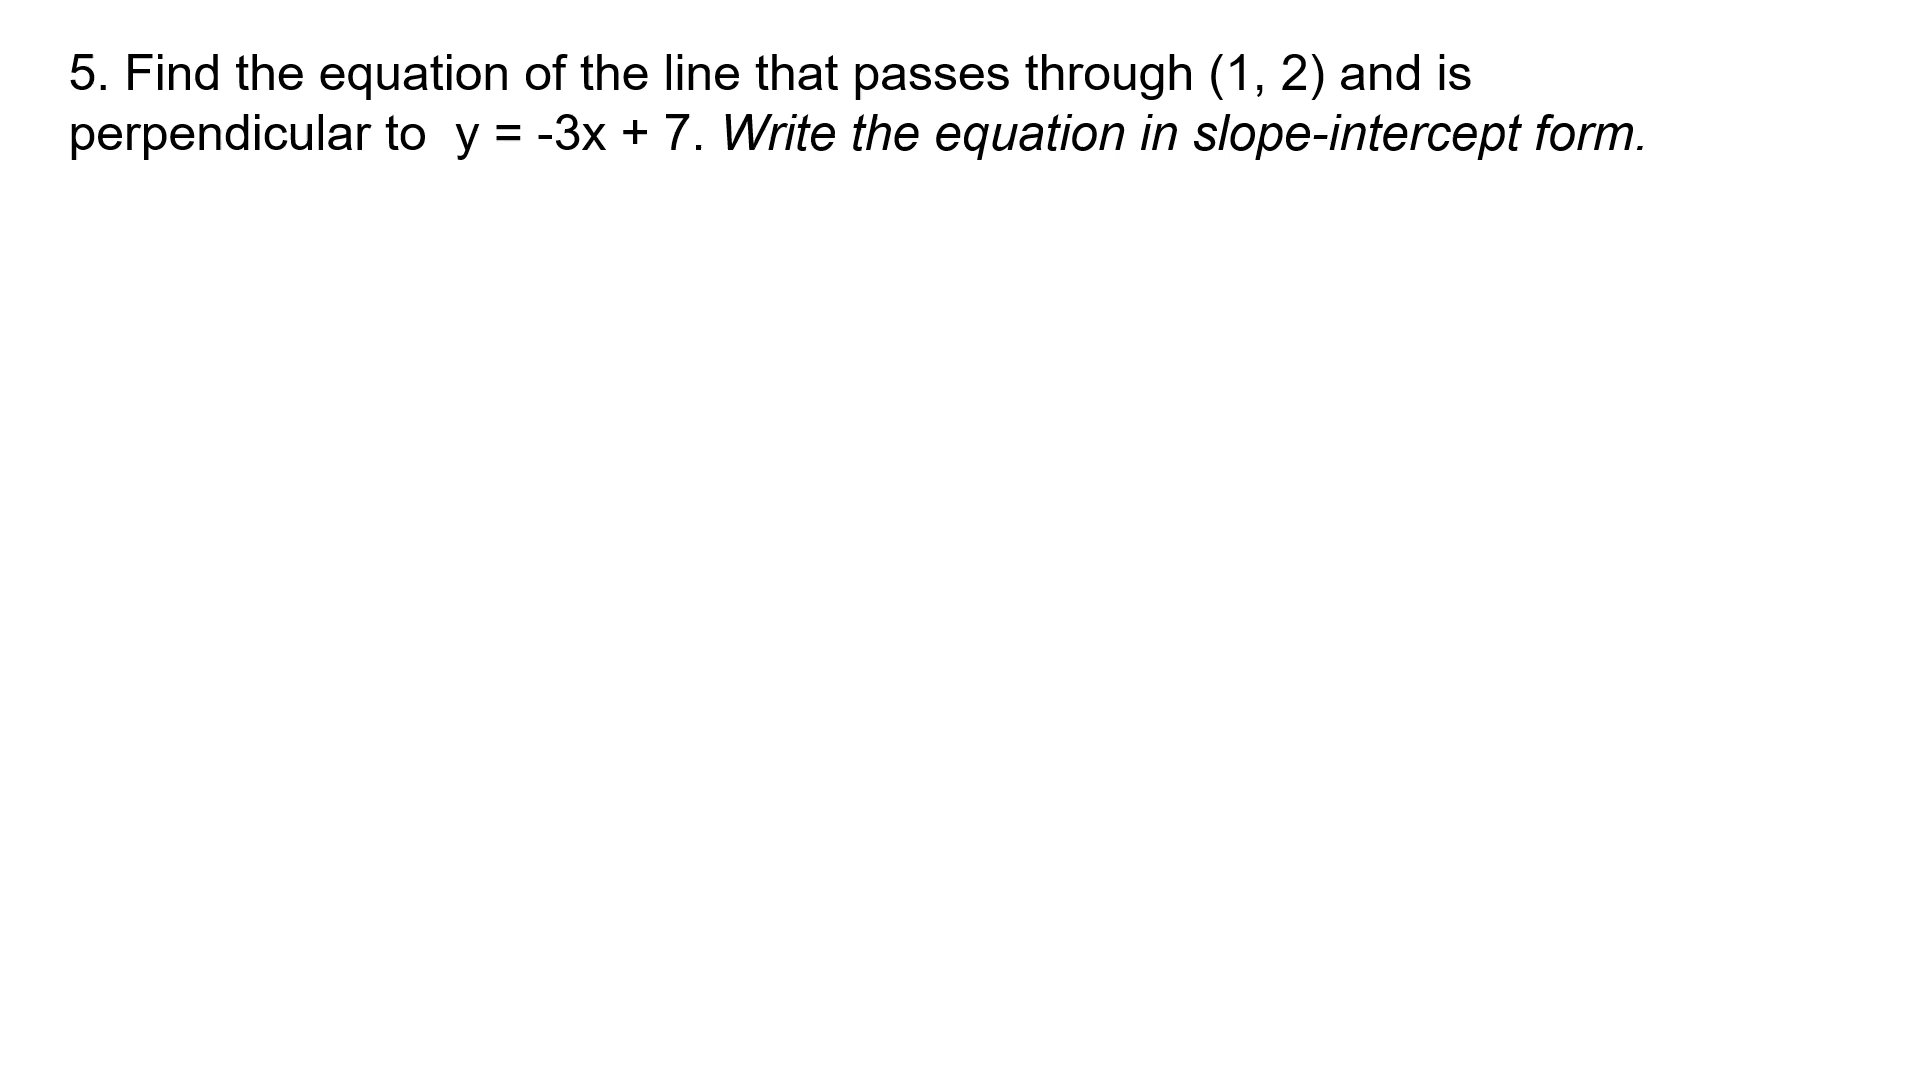 5. Find the equation of the line that passes through (1, 2) and is
perpendicular to  y = -3x + 7. Write the equation in slope-intercept form.